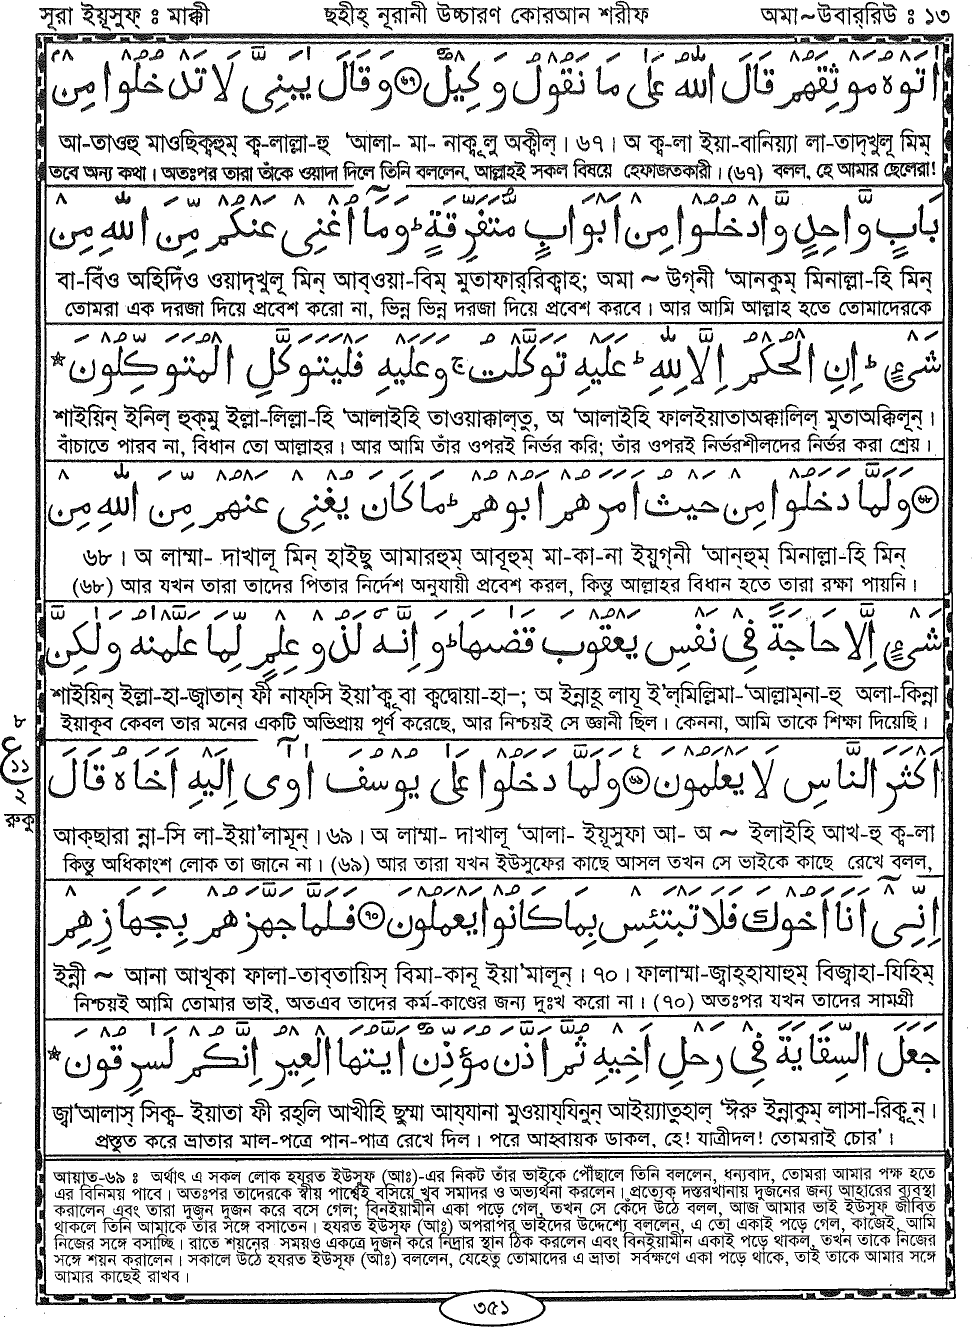 সূরা ইয়ূসুফ : মাক্কী ছহীহ্ নূরানী উচ্চারণ কোরআন শরীফ অমা~উবার্‌রিউ : ১৩
اٰتَوْهُ مَوْثِقَهُمْ قَالَ اللّٰهُ عَلٰى مَا نَقُوْلُ وَكِيْلٌ ﴿৬৬﴾ وَقَالَ يٰبَنِىَّ لَا تَدْخُلُوْا مِنْۢ
আ-তাওহু মাওছিক্বহুম্ ক্ব-লাল্লা-হু ‘আলা- মা- নাক্বূলু অকীল্। ৬৭। অ ক্ব-লা ইয়া-বানিয়্যা লা-তাদ্খুলূ মিম্
তবে অন্য কথা। অতঃপর তারা তাঁকে ওয়াদা দিলে তিনি বললেন, আল্লাহই সকল বিষয়ে হেফাজতকারী। (৬৭) বলল, হে আমার ছেলেরা!
بَابٍ وَّاحِدٍ وَّادْخُلُوْا مِنْ اَبْوَابٍ مُّتَفَرِّقَةٍ ؕ وَمَاۤ اُغْنِىْ عَنْكُمْ مِّنَ اللّٰهِ مِنْ
বা-বিঁও অহিদিঁও ওয়াদ্খুলূ মিন্ আব্ওয়া-বিম্ মুতাফার্‌রিক্বাহ; অমা ~ উগ্‌নী ‘আন্‌কুম্ মিনাল্লা-হি মিন্
তোমরা এক দরজা দিয়ে প্রবেশ করো না, ভিন্ন ভিন্ন দরজা দিয়ে প্রবেশ করবে। আর আমি আল্লাহ হতে তোমাদেরকে
شَىْءٍ ؕ اِنِ الْحُكْمُ اِلَّا لِلّٰهِ ؕ عَلَيْهِ تَوَكَّلْتُ ۚ وَعَلَيْهِ فَلْيَتَوَكَّلِ الْمُتَوَكِّلُوْنَ *
শাইয়িন্ ইনিল্ হুক্‌মু ইল্লা-লিল্লা-হি ‘আলাইহি তাওয়াক্কাল্‌তু, অ ‘আলাইহি ফালইয়াতাঅক্কালিল্ মুতাঅক্কিলূন্।
বাঁচাতে পারব না, বিধান তো আল্লাহর। আর আমি তাঁর ওপরই নির্ভর করি; তাঁর ওপরই নির্ভরশীলদের নির্ভর করা শ্রেয়।
﴿৬৮﴾ وَلَمَّا دَخَلُوْا مِنْ حَيْثُ اَمَرَهُمْ اَبُوْهُمْ ؕ مَا كَانَ يُغْنِىْ عَنْهُمْ مِّنَ اللّٰهِ مِنْ
৬৮। অ লাম্মা- দাখালূ মিন্ হাইছু আমারহুম্ আবূহুম্ মা-কা-না ইয়ুগ্‌নী ‘আন্‌হুম্ মিনাল্লা-হি মিন্
(৬৮) আর যখন তারা তাদের পিতার নির্দেশ অনুযায়ী প্রবেশ করল, কিন্তু আল্লাহর বিধান হতে তারা রক্ষা পায়নি।
شَىْءٍ اِلَّا حَاجَةً فِىْ نَفْسِ يَعْقُوْبَ قَضٰهَا ؕ وَاِنَّهٗ لَذُوْ عِلْمٍ لِّمَا عَلَّمْنٰهُ وَلٰكِنَّ
শাইয়িন্ ইল্লা-হা-জ্বাতান্ ফী নাফ্‌সি ইয়া’ক্বূবা ক্বদ্বোয়া-হা-; অ ইন্নাহূ লাযূ ই’ল্‌মিল্লিমা-‘আল্লাম্‌না-হু অলা-কিন্না
ইয়াকূব কেবল তার মনের একটি অভিপ্রায় পূর্ণ করেছে, আর নিশ্চয়ই সে জ্ঞানী ছিল। কেননা, আমি তাকে শিক্ষা দিয়েছি।
৮
ع
১১
২
রুকু
اَكْثَرَ النَّاسِ لَا يَعْلَمُوْنَ ﴿৬৯﴾ وَلَمَّا دَخَلُوْا عَلٰى يُوْسُفَ اٰوٰۤى اِلَيْهِ اَخَاهُ قَالَ
আক্‌ছারা ন্না-সি লা-ইয়া’লামূন্। ৬৯। অ লাম্মা- দাখালূ ‘আলা- ইয়ূসুফা আ- অ ~ ইলাইহি আখ-হু ক্ব-লা
কিন্তু অধিকাংশ লোক তা জানে না। (৬৯) আর তারা যখন ইউসুফের কাছে আসল তখন সে ভাইকে কাছে রেখে বলল,
اِنِّىْۤ اَنَا اَخُوْكَ فَلَا تَبْتَئِسْ بِمَا كَانُوْا يَعْمَلُوْنَ ﴿৭০﴾ فَلَمَّا جَهَّزَهُمْ بِجَهَازِهِمْ
ইন্নী ~ আনা আখূকা ফালা-তাব্‌তায়িস্ বিমা-কানূ ইয়া’মালূন্। ৭০। ফালাম্মা-জ্বাহ্‌হাযাহুম্ বিজ্বাহা-যিহিম্
নিশ্চয়ই আমি তোমার ভাই, অতএব তাদের কর্ম-কাণ্ডের জন্য দুঃখ করো না। (৭০) অতঃপর যখন তাদের সামগ্রী
جَعَلَ السِّقَايَةَ فِىْ رَحْلِ اَخِيْهِ ثُمَّ اَذَّنَ مُؤَذِّنٌ اَيَّتُهَا الْعِيْرُ اِنَّكُمْ لَسٰرِقُوْنَ *
জ্বা‘আলাস্ সিক্ব- ইয়াতা ফী রহ্‌লি আখীহি ছুম্মা আয্‌যানা মুওয়ায্‌যিনুন্ আইয়্যাতুহাল্ ‘ঈরু ইন্নাকুম্ লাসা-রিক্বূন্।
প্রস্তুত করে ভ্রাতার মাল-পত্রে পান-পাত্র রেখে দিল। পরে আহ্বায়ক ডাকল, হে! যাত্রীদল! তোমরাই চোর’।
আয়াত-৬৯ : অর্থাৎ এ সকল লোক হযরত ইউসুফ (আঃ)-এর নিকট তাঁর ভাইকে পৌঁছালে তিনি বললেন, ধন্যবাদ, তোমরা আমার পক্ষ হতে
এর বিনিময় পাবে। অতঃপর তাদেরকে স্বীয় পার্শ্বেই বসিয়ে খুব সমাদর ও অভ্যর্থনা করলেন। প্রত্যেক দস্তরখানায় দুজনের জন্য আহারের ব্যবস্থা
করালেন এবং তারা দুজন দুজন করে বসে গেল; বিনইয়ামীন একা পড়ে গেল, তখন সে কেঁদে উঠে বলল, আজ আমার ভাই ইউসুফ জীবিত
থাকলে তিনি আমাকে তাঁর সঙ্গে বসাতেন। হযরত ইউসুফ (আঃ) অপরাপর ভাইদের উদ্দেশ্যে বললেন, এ তো একাই পড়ে গেল, কাজেই, আমি
নিজের সঙ্গে বসাচ্ছি। রাতে শয়নের সময়ও একত্রে দুজন করে নিদ্রার স্থান ঠিক করলেন এবং বিনইয়ামীন একাই পড়ে থাকল, তখন তাকে নিজের
সঙ্গে শয়ন করালেন। সকালে উঠে হযরত ইউসূফ (আঃ) বললেন, যেহেতু তোমাদের এ ভ্রাতা সর্বক্ষণে একা পড়ে থাকে, তাই তাকে আমার সঙ্গে
আমার কাছেই রাখব।
৩৫১